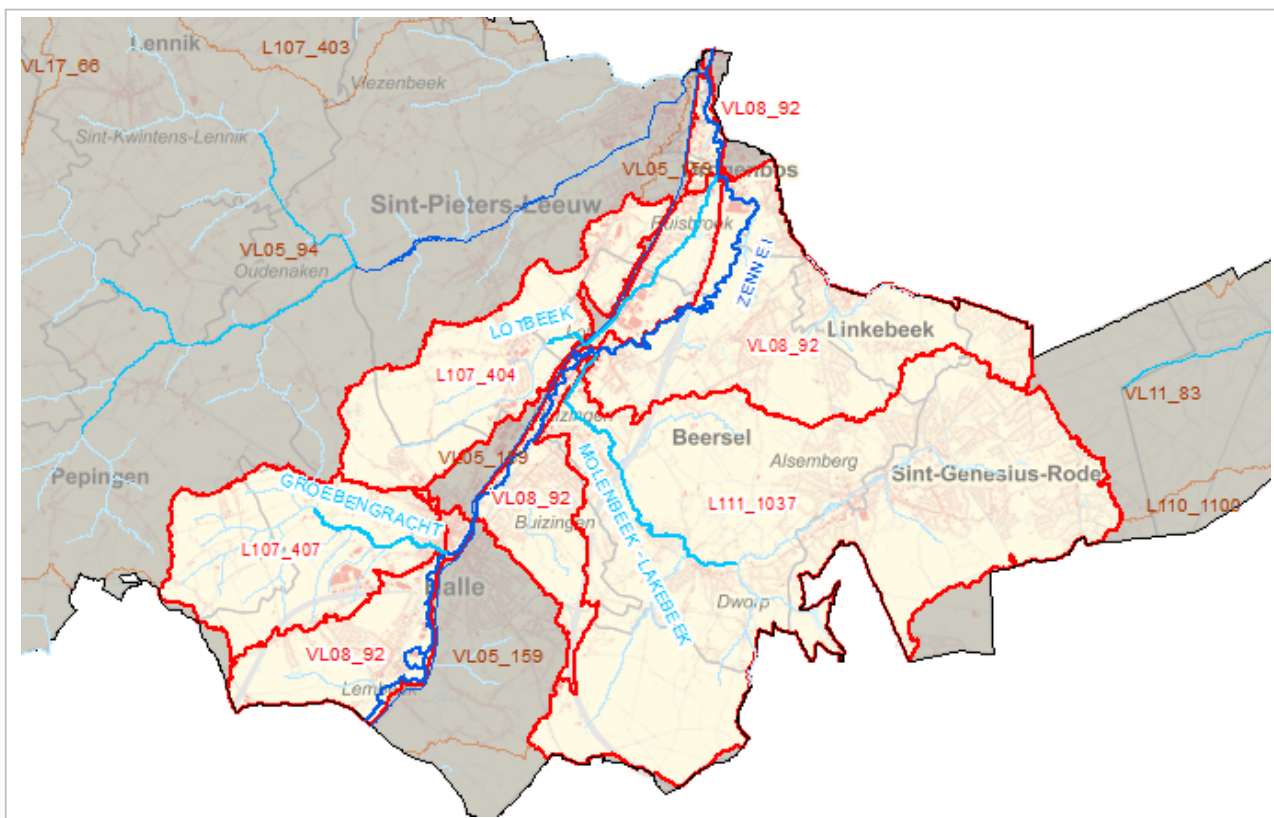 Lennik
L107_403
VL17_66
Vlezenbeek
VL08_92
Sint-Kwintens-Lennik
Sint-Pieters-Leeuw
Ruisbroek
VL05_94
Oudenaken
ZENNE I
LOTBEEK
VL08_92
Linkebeek
L107_404
VL11_83
Beersel
Alsemberg
Pepingen
VL05_159
Sint-Genesius-Rode
GROEBENGRACHT
VL08_92
MOLENBEEK - LAKEBEEK
L111_1037
L110_1100
Buizingen
L107_407
Halle
Dworp
VL05_159
VL08_92